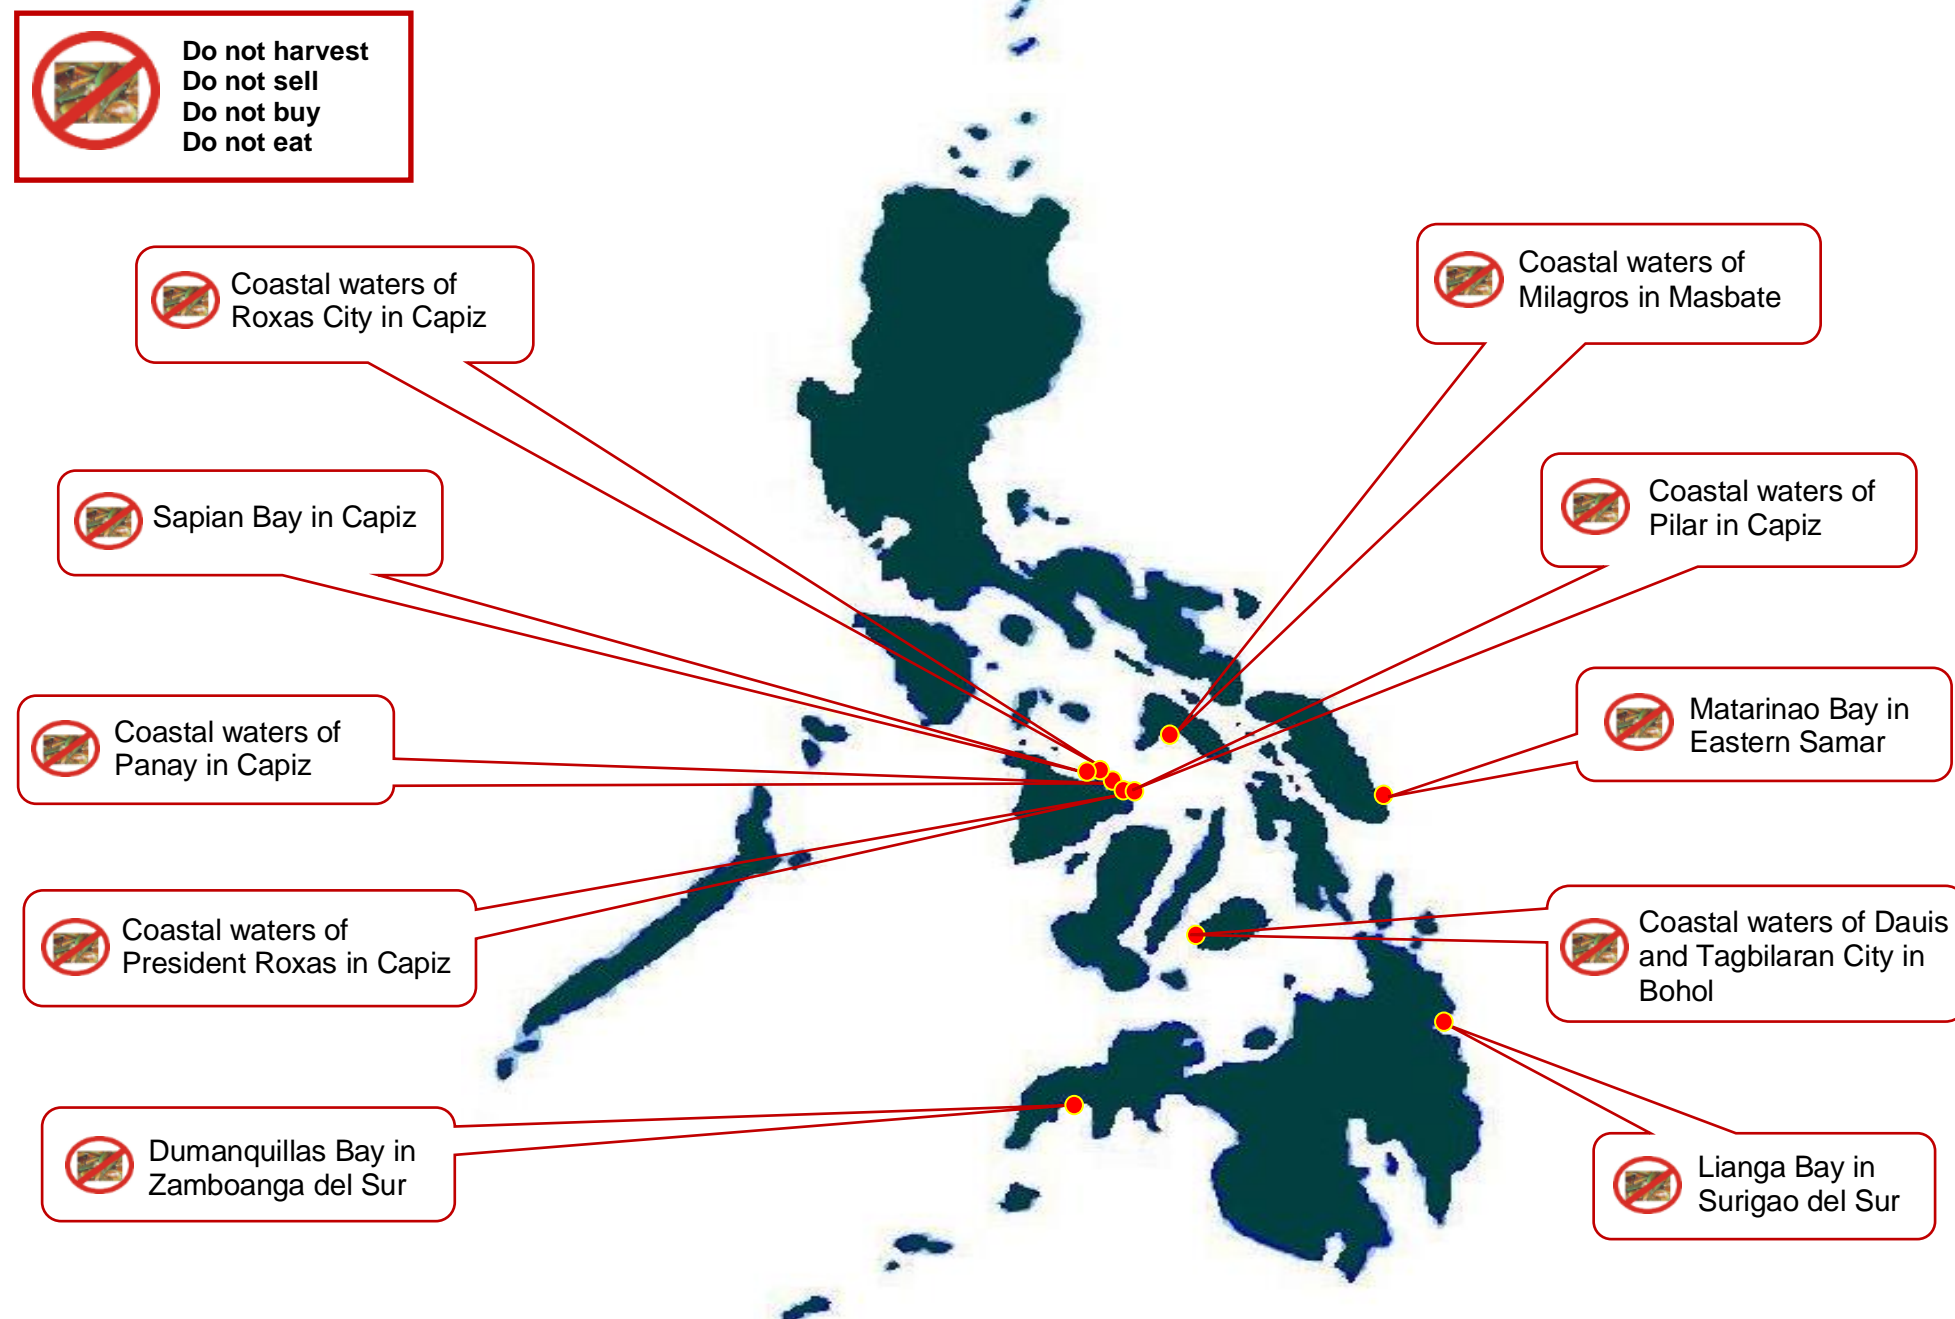 Do not harvest
Do not sell
Do not buy
Do not eat
Coastal waters of
Roxas City in Capiz
Coastal waters of
Milagros in Masbate
Sapian Bay in Capiz
Coastal waters of
Pilar in Capiz
Coastal waters of
Panay in Capiz
Matarinao Bay in
Eastern Samar
Coastal waters of
President Roxas in Capiz
Coastal waters of Dauis
and Tagbilaran City in
Bohol
Dumanquillas Bay in
Zamboanga del Sur
Lianga Bay in
Surigao del Sur